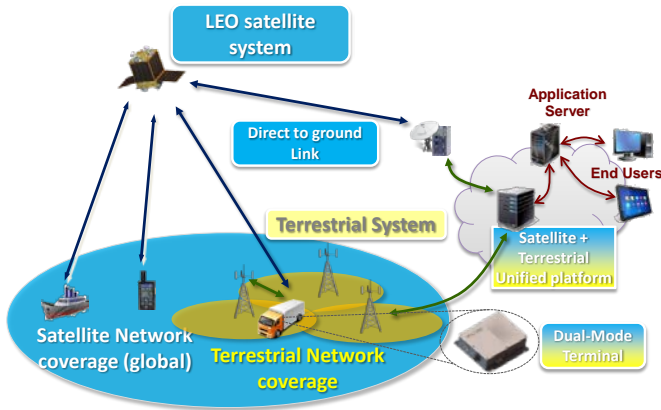 LEO satellite
system
Direct to ground
Link
Application
Server
End Users
Terrestrial System
Satellite +
Terrestrial
Unified platform
Satellite Network
coverage (global)
Terrestrial Network
coverage
Dual-Mode
Terminal